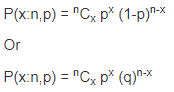 P(x:n,p) = ⁿCₓ pˣ (1-p)ⁿ⁻ˣ
Or
P(x:n,p) = ⁿCₓ pˣ (q)ⁿ⁻ˣ